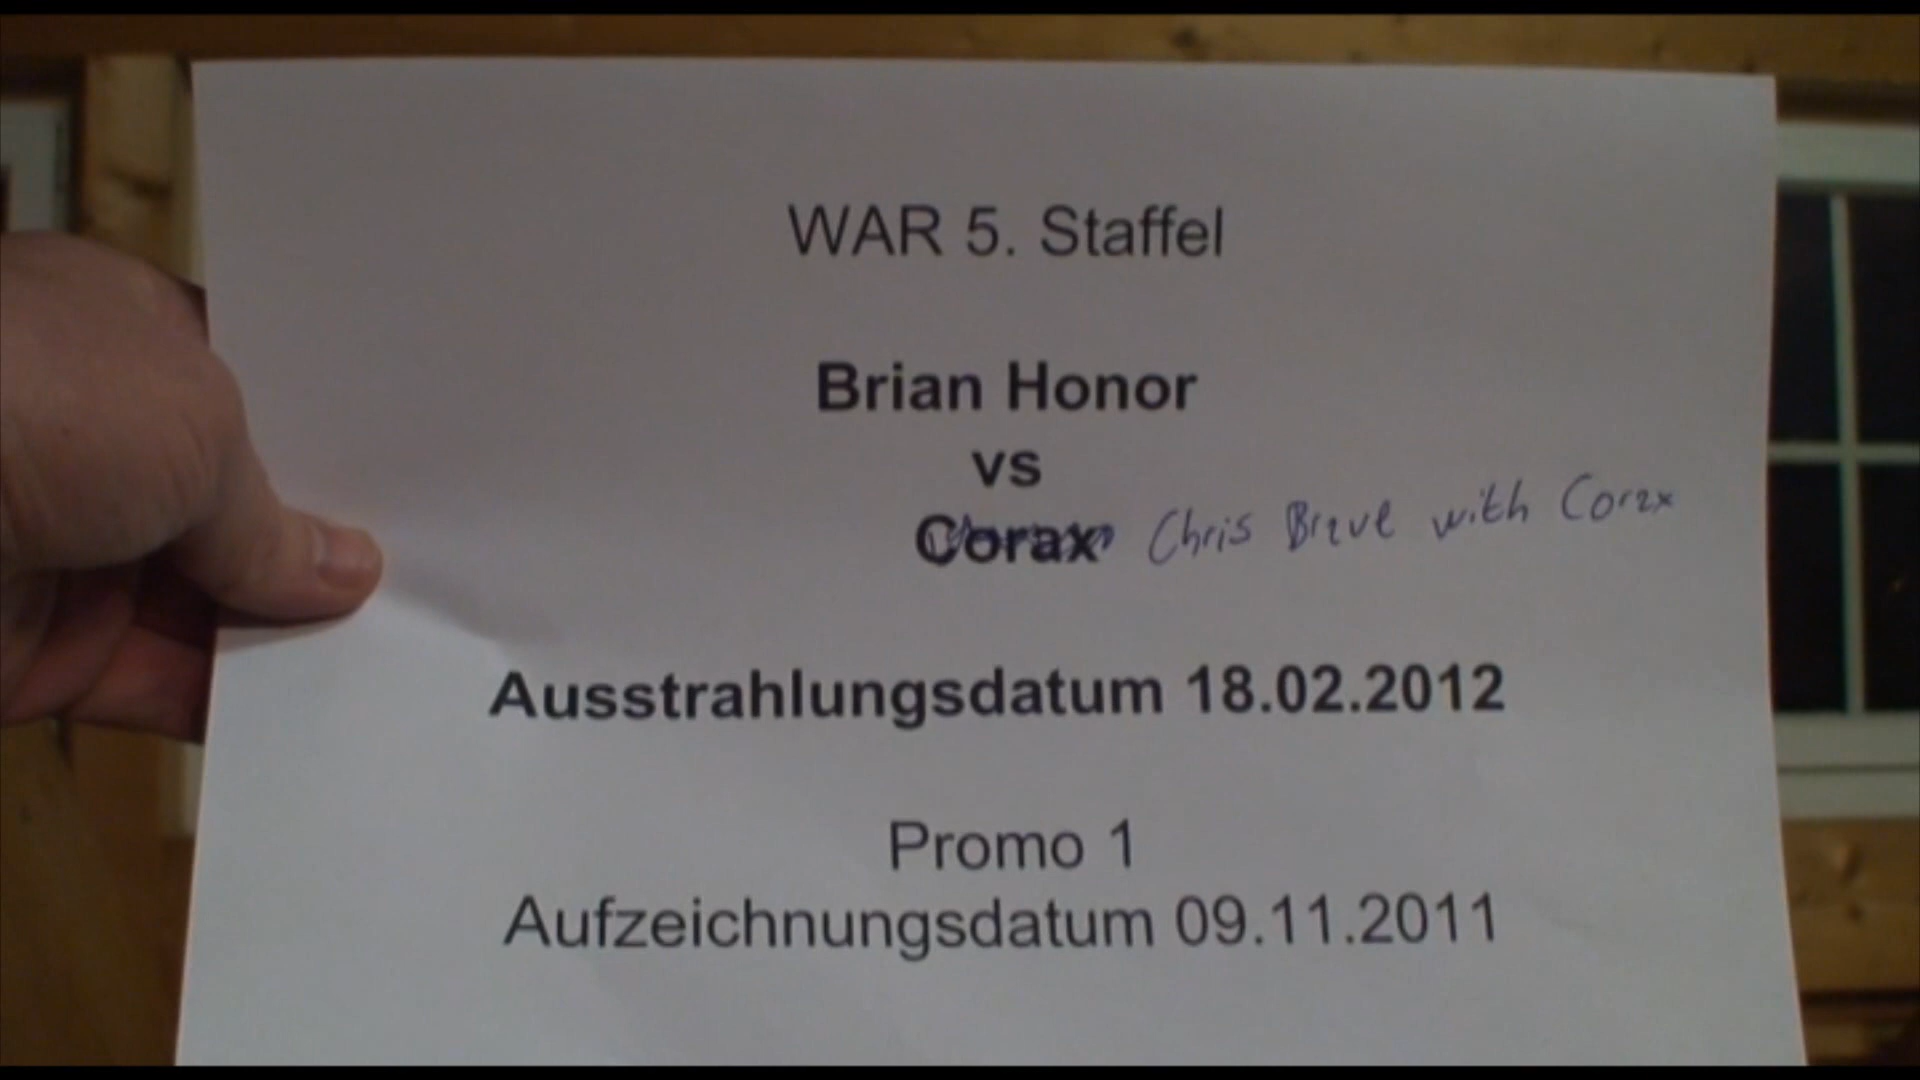 WAR 5. Staffel
Brian Honor
vs
Corax Chris Brave with Corax
Ausstrahlungsdatum 18.02.2012
Promo 1
Aufzeichnungsdatum 09.11.2011